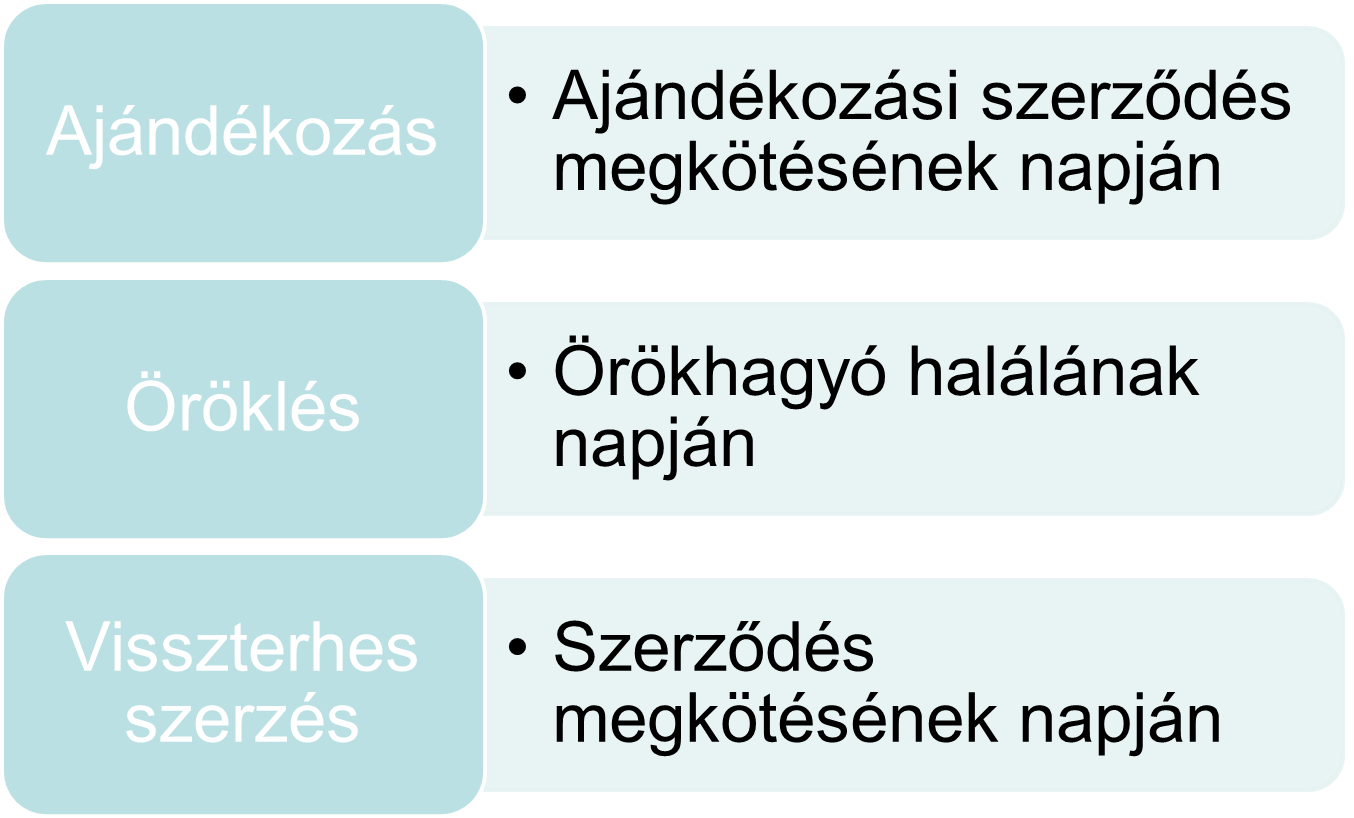 Ajándékozás
• Ajándékozási szerződés
megkötésének napján
Öröklés
• Örökhagyó halálának
napján
Visszterhes
szerzés
• Szerződés
megkötésének napján